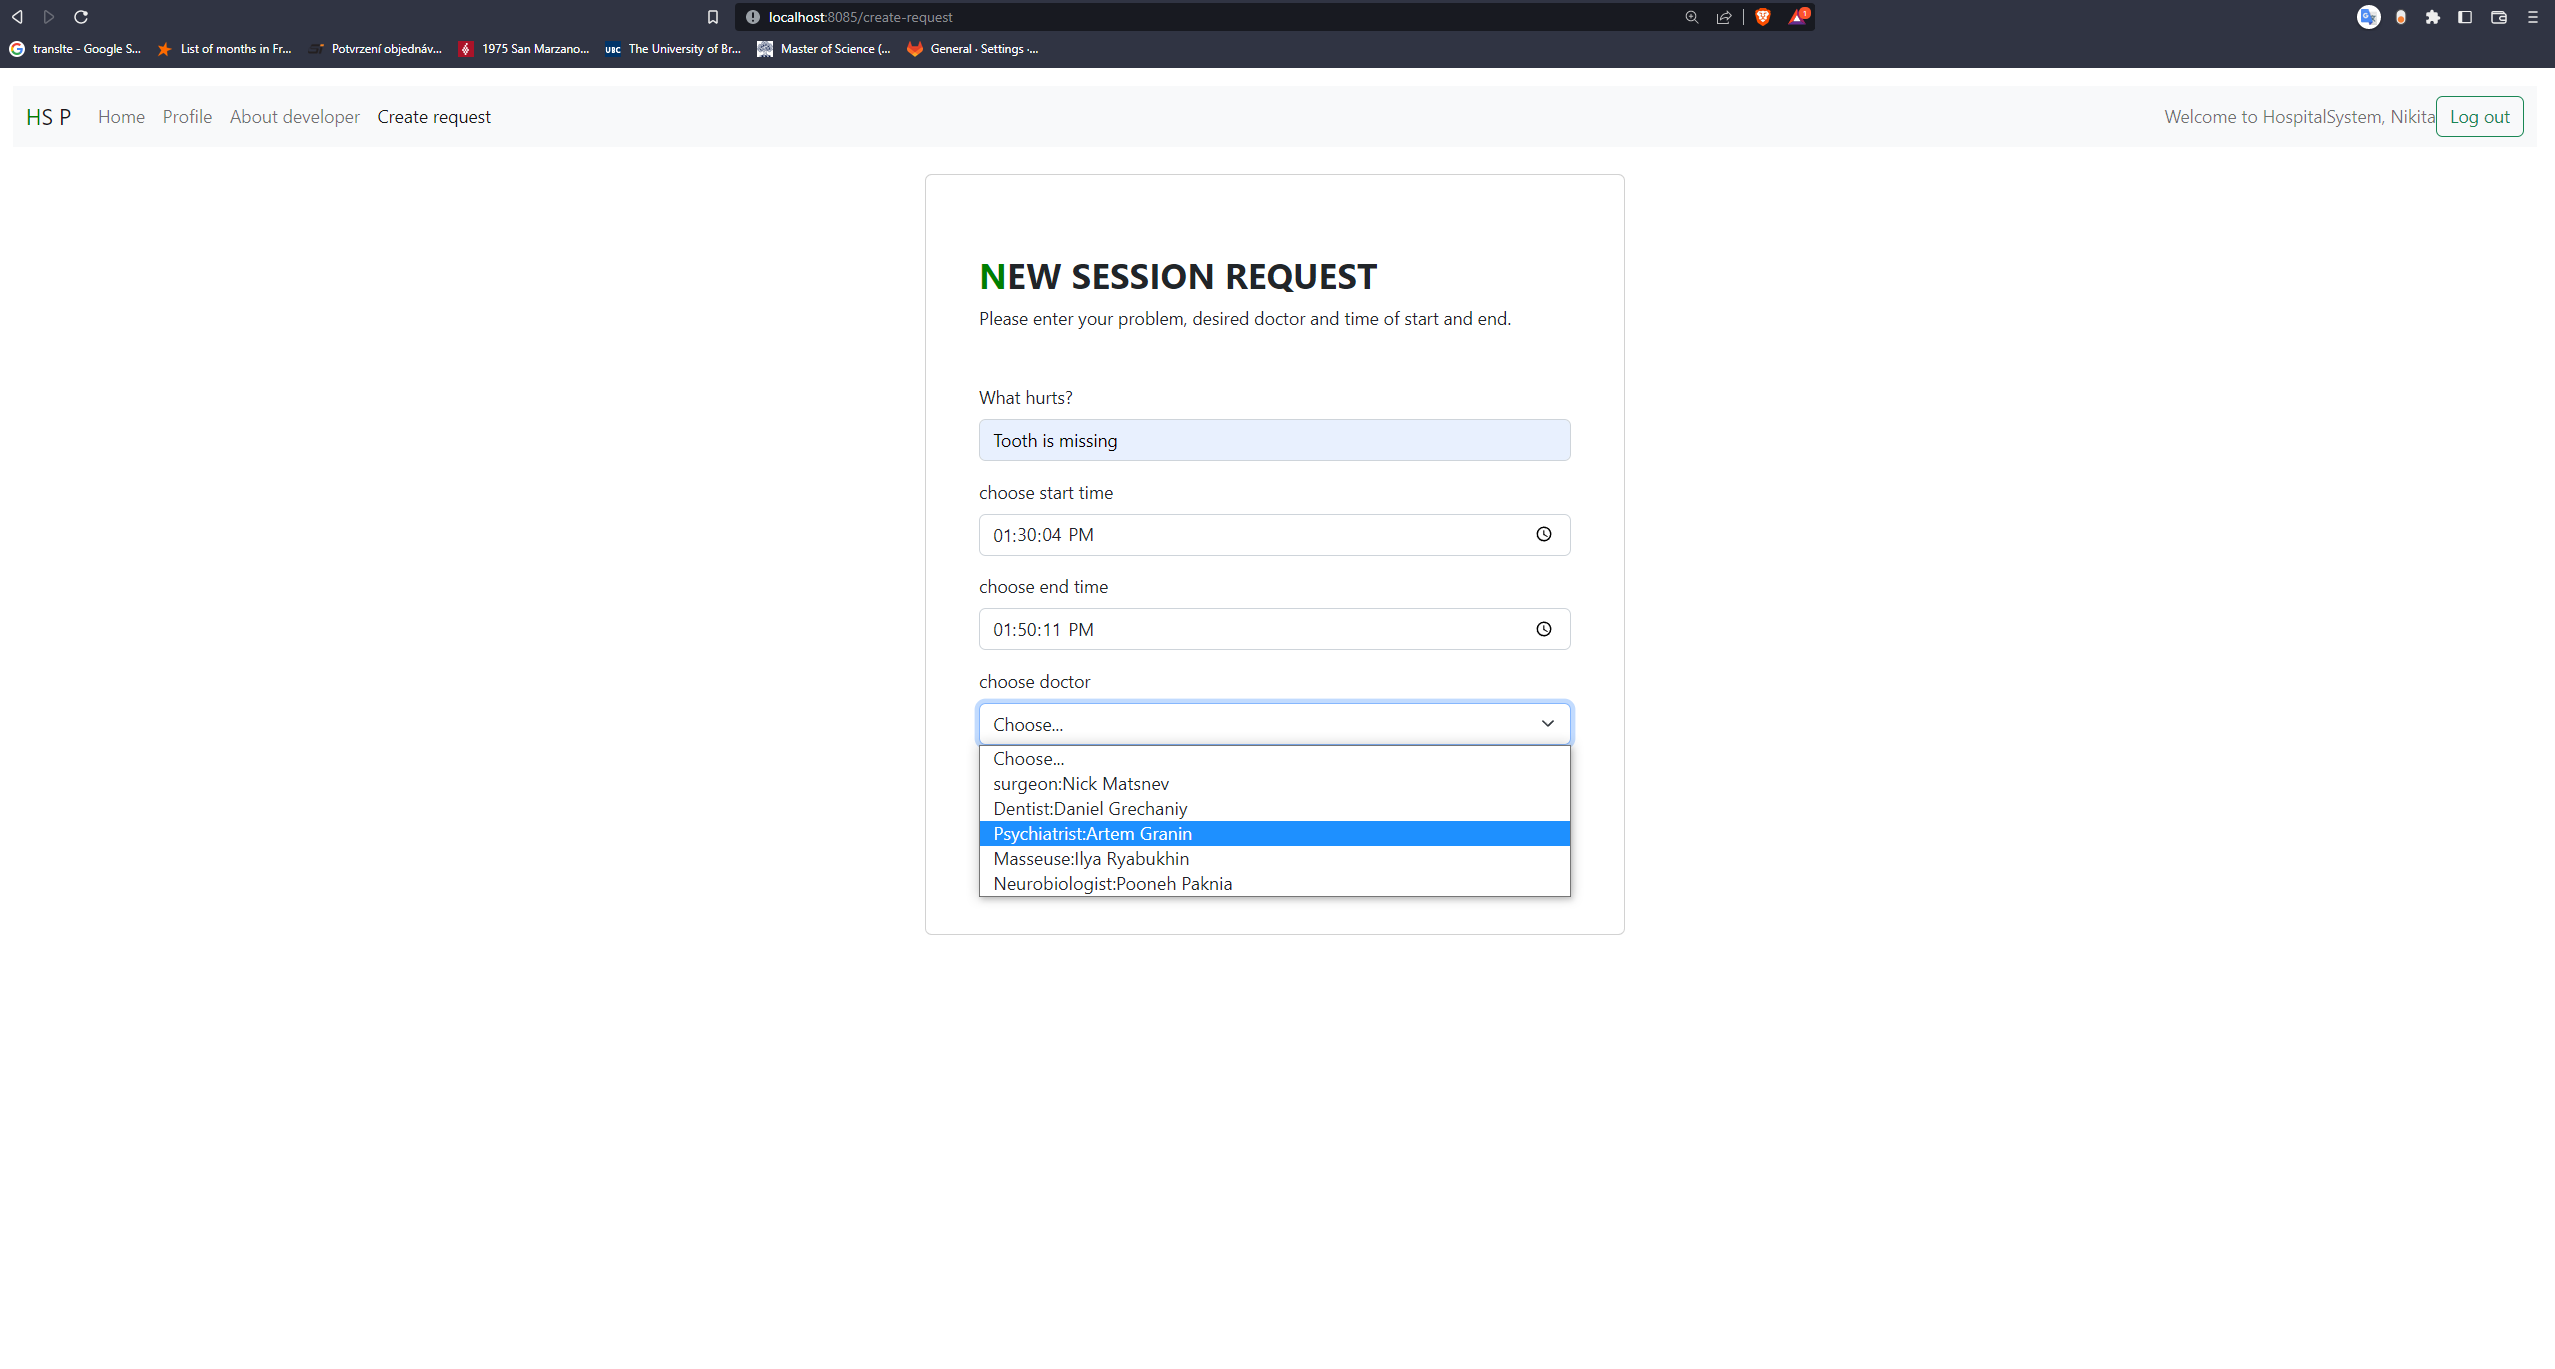 localhost:8085/create-request
1
translte - Google S...
List of months in Fr...
Potvrzení objednáv...
1975 San Marzano...
UBC
The University of Br...
Master of Science (...
General · Settings ·...
HS P
Home
Profile
About developer
Create request
Welcome to HospitalSystem, Nikita
Log out
NEW SESSION REQUEST
Please enter your problem, desired doctor and time of start and end.
What hurts?
Tooth is missing
choose start time
01:30:04 PM
choose end time
01:50:11 PM
choose doctor
Choose...
Choose...
surgeon:Nick Matsnev
Dentist:Daniel Grechaniy
Psychiatrist:Artem Granin
Masseuse:Ilya Ryabukhin
Neurobiologist:Pooneh Paknia